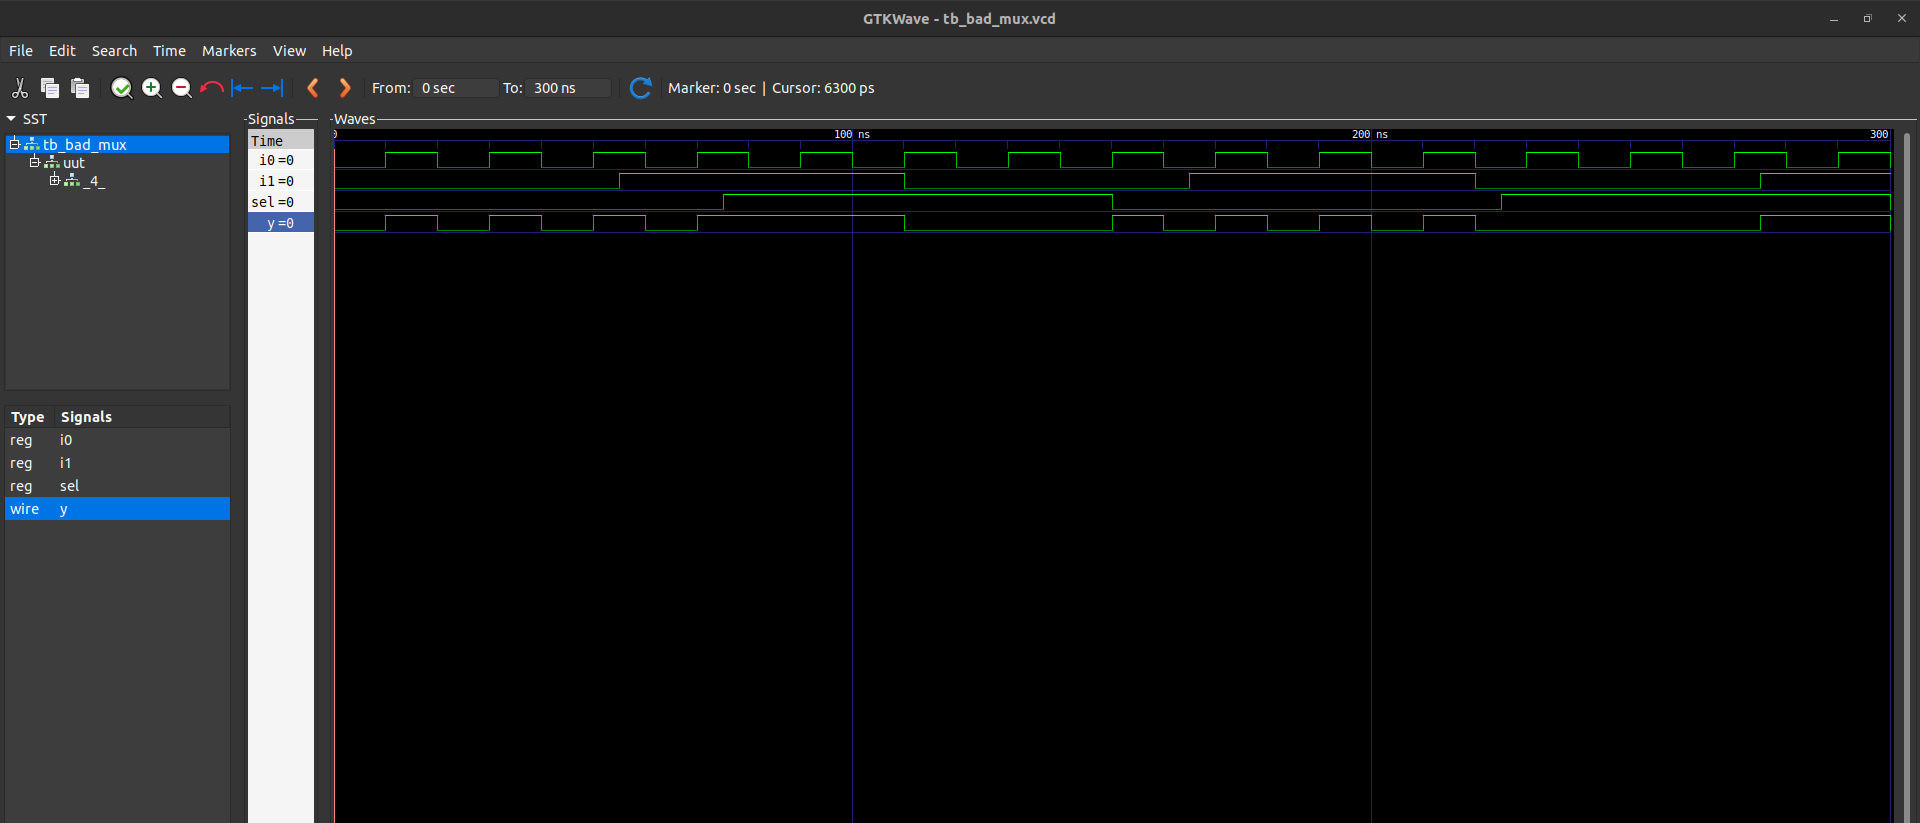 GTKWave - tb_bad_mux.vcd
File Edit Search Time Markers View Help
From: 0 sec To: 300 ns Marker: 0 sec | Cursor: 6300 ps
SST
tb_bad_mux
uut
_4_
Type Signals
reg i0
reg i1
reg sel
wire y
Signals
Time
i0 =0
i1 =0
sel =0
y =0
Waves
0 100 ns 200 ns 300